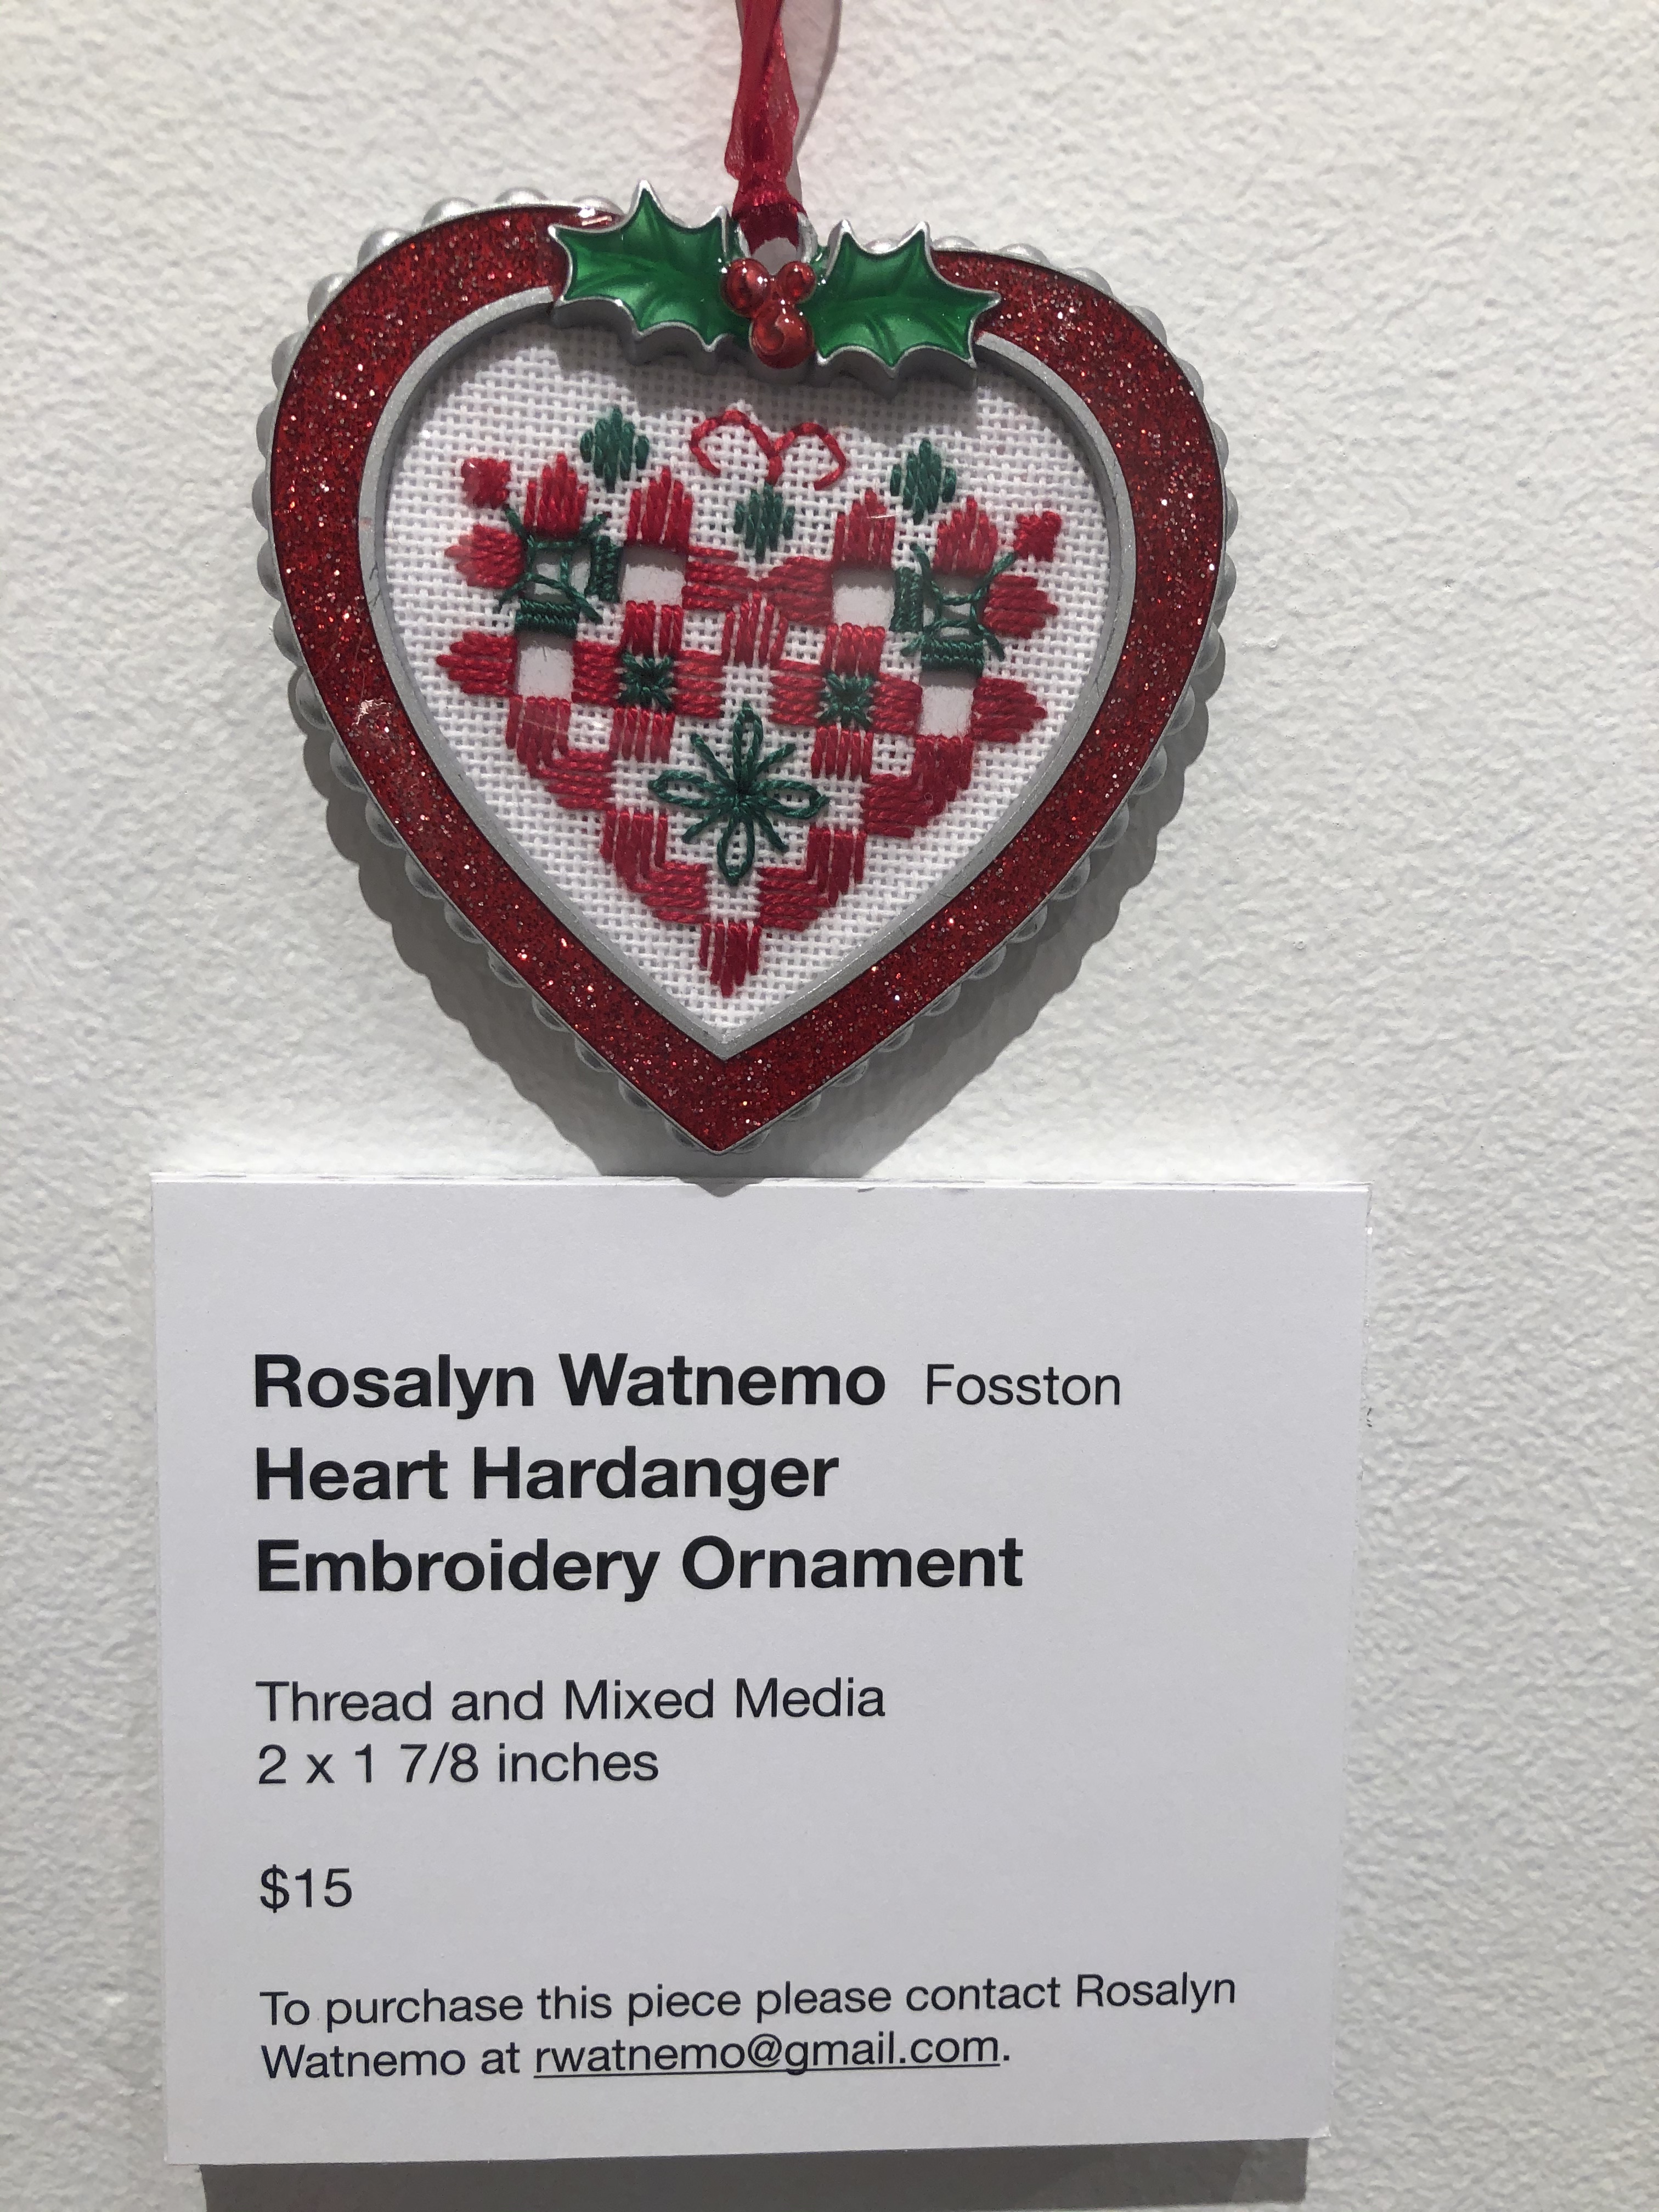 Rosalyn Watnemo Fosston
Heart Hardanger
Embroidery Ornament
Thread and Mixed Media
2 x 1 7/8 inches
$15
To purchase this piece please contact Rosalyn
Watnemo at rwatnemo@gmail.com.